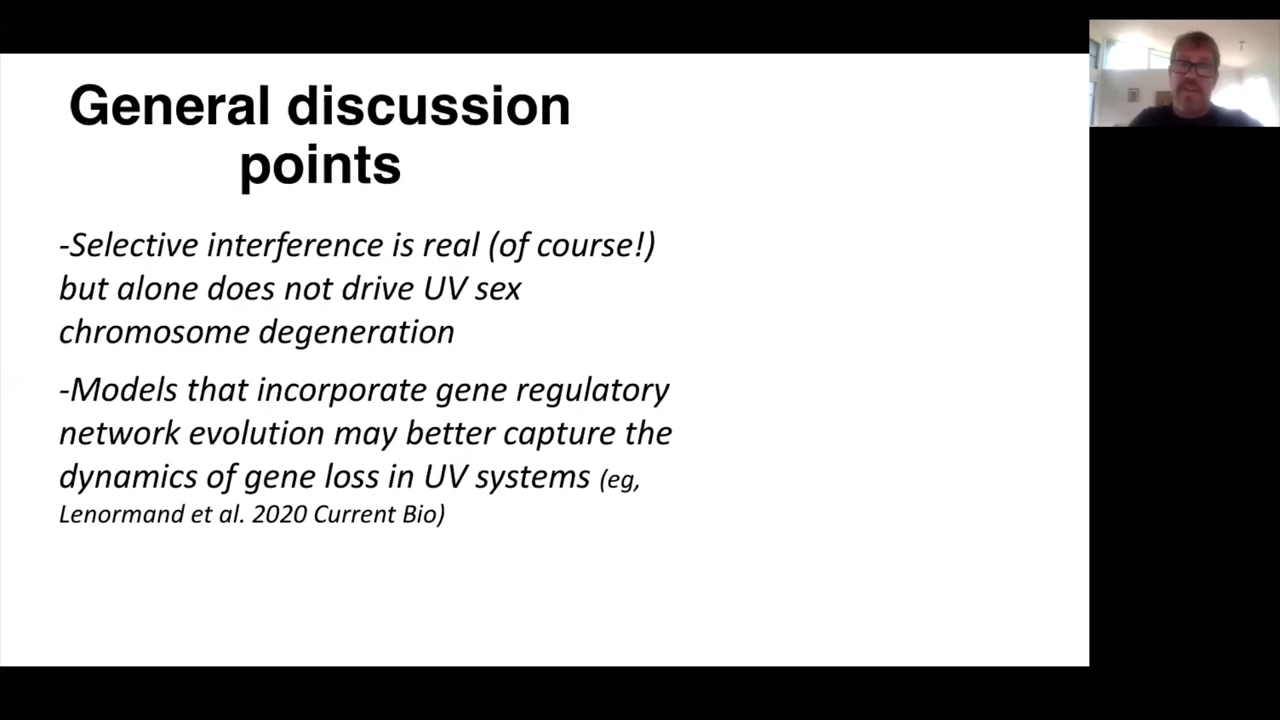 General discussion
points
-Selective interference is real (of course!)
but alone does not drive UV sex
chromosome degeneration
-Models that incorporate gene regulatory
network evolution may better capture the
dynamics of gene loss in UV systems (eg,
Lenormand et al. 2020 Current Bio)